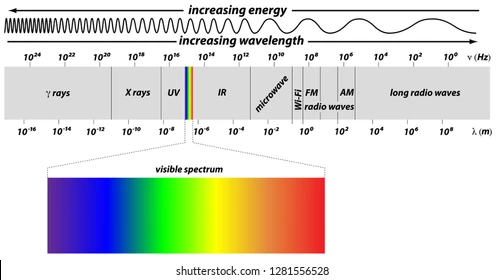 increasing energy
increasing wavelength
10²⁴ 10²² 10²⁰ 10¹⁸ 10¹⁶ 10¹⁴ 10¹² 10¹⁰ 10⁸ 10⁶ 10⁴ 10² 10⁰ ν (Hz)
γ rays X rays UV IR microwave Wi-Fi FM AM radio waves long radio waves
10⁻¹⁶ 10⁻¹⁴ 10⁻¹² 10⁻¹⁰ 10⁻⁸ 10⁻⁶ 10⁻⁴ 10⁻² 10⁰ 10² 10⁴ 10⁶ 10⁸ λ (m)
visible spectrum
shutterstock.com · 1281556528